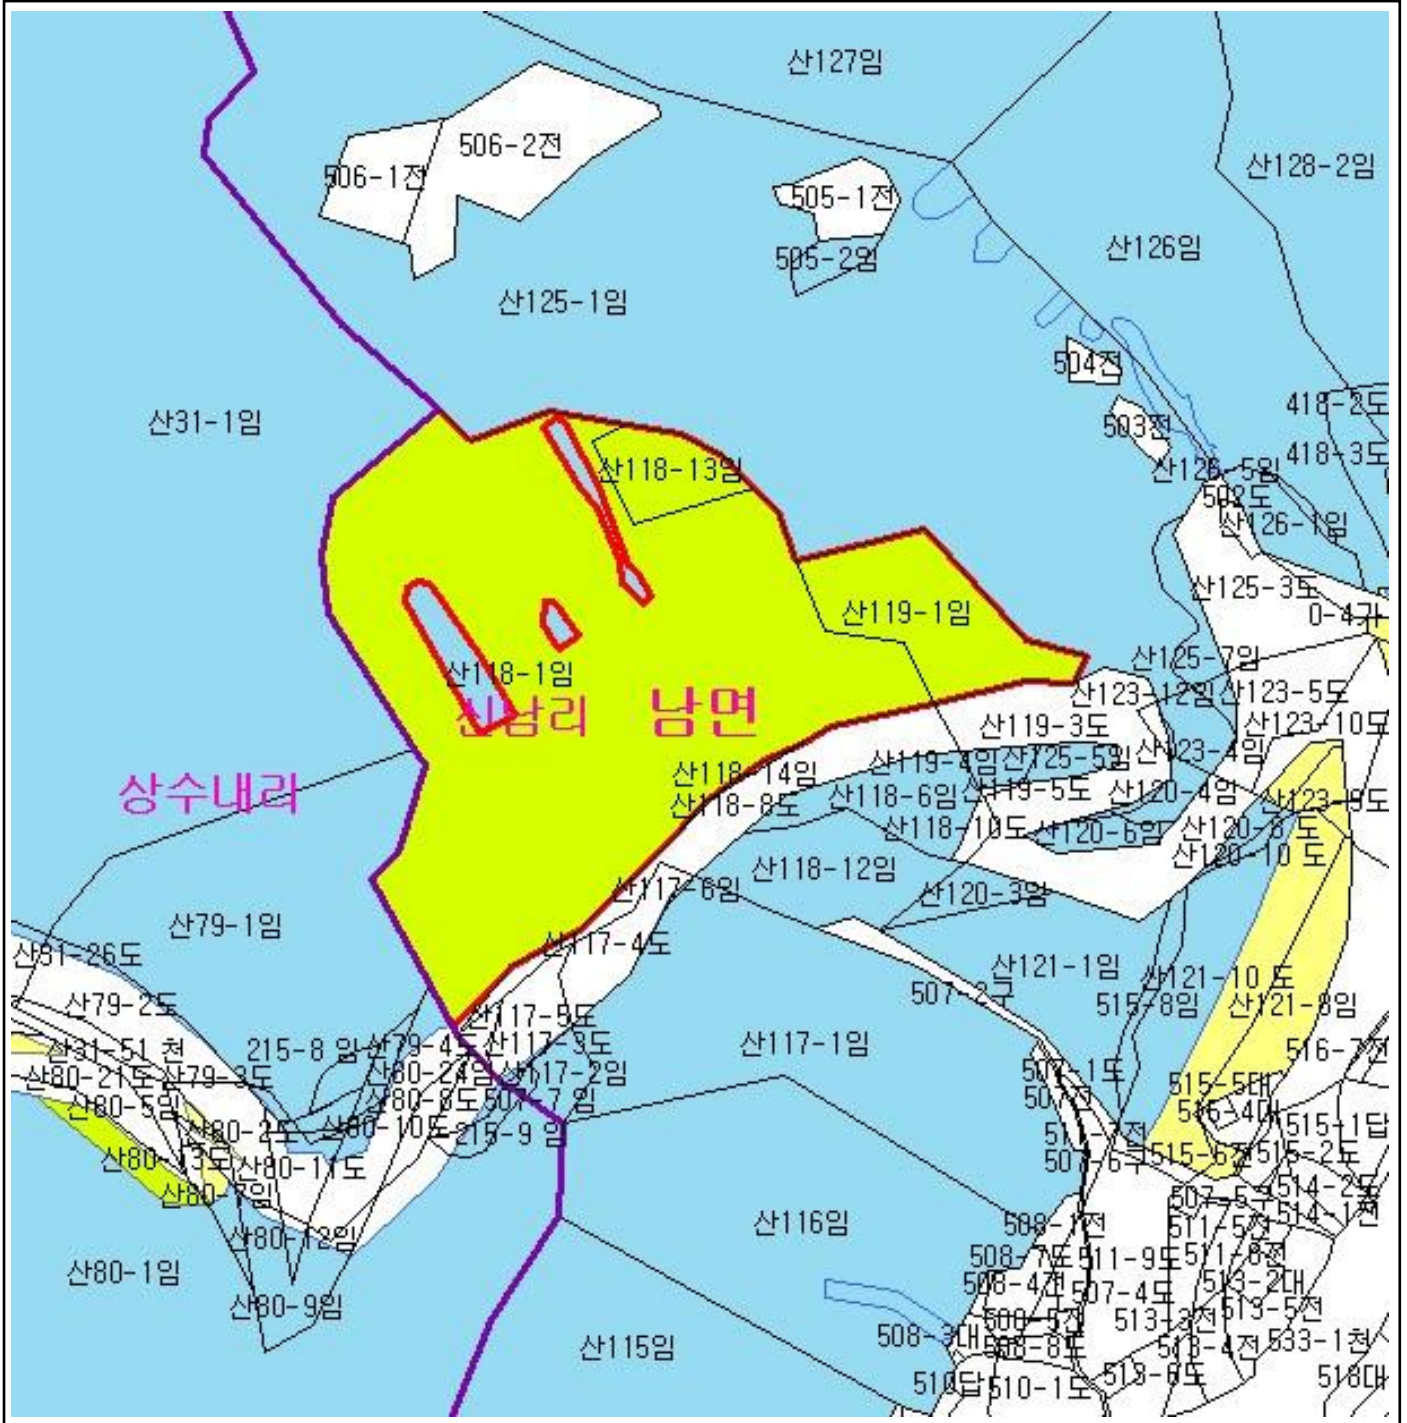 산127임
506-2전
산128-2임
506-1전
505-1전
산126임
505-2임
산125-1임
504전
418-2도
산31-1임
503전
418-3도
산118-13임
산126-5임
502도
산126-1임
산125-3도
산119-1임
0-4가
산125-7임
산118-1임
산123-12임
산123-5도
신남리
남면
산119-3도
산123-10도
산123-4임
산119-4임
산125-59임
산118-14임
상수내리
산118-6임
산119-5도
산120-4임
산123-9도
산118-8도
산118-10도
산120-6임
산120-8 도
산120-10 도
산118-12임
산117-6임
산120-3임
산79-1임
산117-4도
산31-26도
산121-1임
산121-10 도
507-2구
515-8임
산121-8임
산79-2도
산117-5도
산31-51 천
215-8 임
산79-4도
산117-3도
산117-1임
516-7전
산80-21도
산79-3도
산80-24임
산117-2임
507-1도
515-5대
산80-5임
산80-8도
507-7 임
515-4대
515-1답
산80-2도
산80-10도
215-9 임
산80-13도
산80-11도
507-6구
515-6전
515-2도
산80-7임
507-5구
514-2도
514-1전
산80-12임
산116임
508-1전
511-5전
508-7도
511-9도
511-8전
산80-1임
508-4전
507-4도
513-2대
산80-9임
508-5전
513-3전
513-5전
508-3대
508-8도
513-4전
533-1천
산115임
510답
510-1도
513-6도
518대